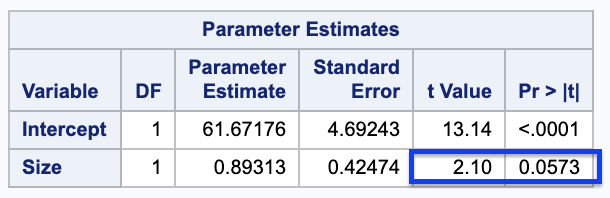 Parameter Estimates
Variable DF Parameter Estimate Standard Error t Value Pr > |t|
Intercept 1 61.67176 4.69243 13.14 <.0001
Size 1 0.89313 0.42474 2.10 0.0573